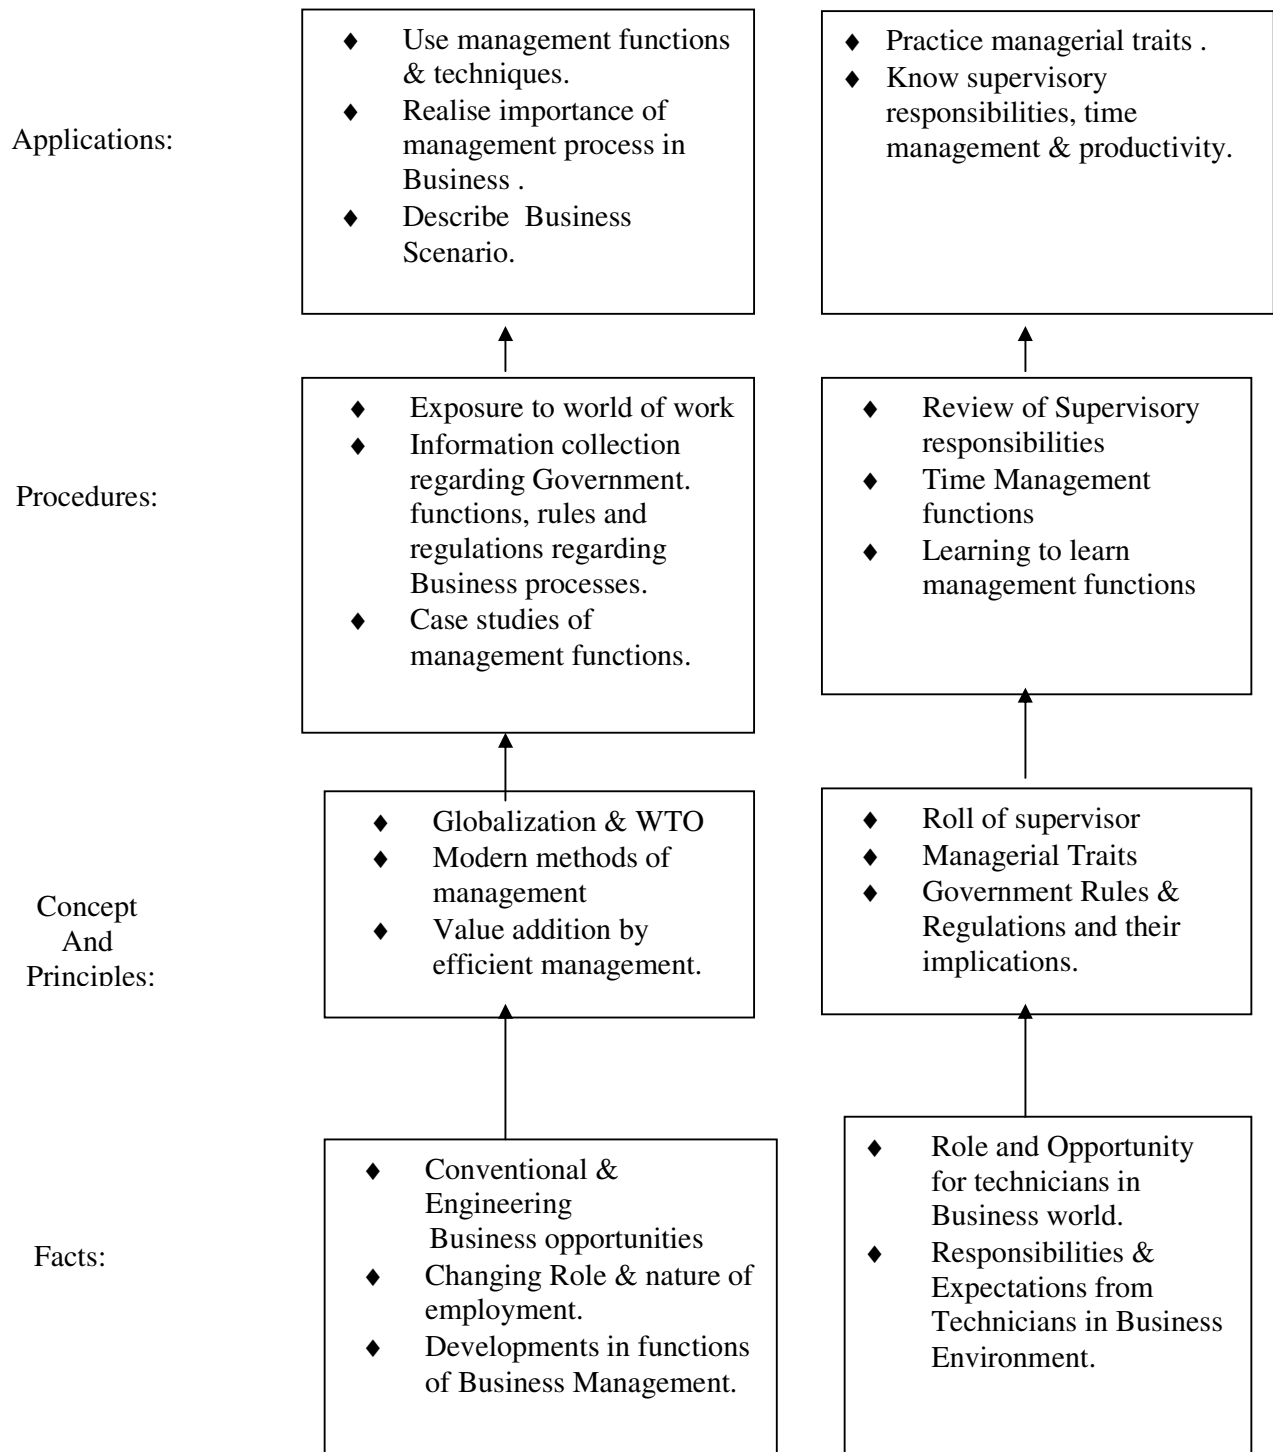 Applications:
♦ Use management functions
& techniques.
♦ Realise importance of
management process in
Business .
♦ Describe  Business
Scenario.
♦ Practice managerial traits .
♦ Know supervisory
responsibilities, time
management & productivity.
Procedures:
♦ Exposure to world of work
♦ Information collection
regarding Government.
functions, rules and
regulations regarding
Business processes.
♦ Case studies of
management functions.
♦ Review of Supervisory
responsibilities
♦ Time Management
functions
♦ Learning to learn
management functions
Concept
And
Principles:
♦ Globalization & WTO
♦ Modern methods of
management
♦ Value addition by
efficient management.
♦ Roll of supervisor
♦ Managerial Traits
♦ Government Rules &
Regulations and their
implications.
Facts:
♦ Conventional &
Engineering
Business opportunities
♦ Changing Role & nature of
employment.
♦ Developments in functions
of Business Management.
♦ Role and Opportunity
for technicians in
Business world.
♦ Responsibilities &
Expectations from
Technicians in Business
Environment.